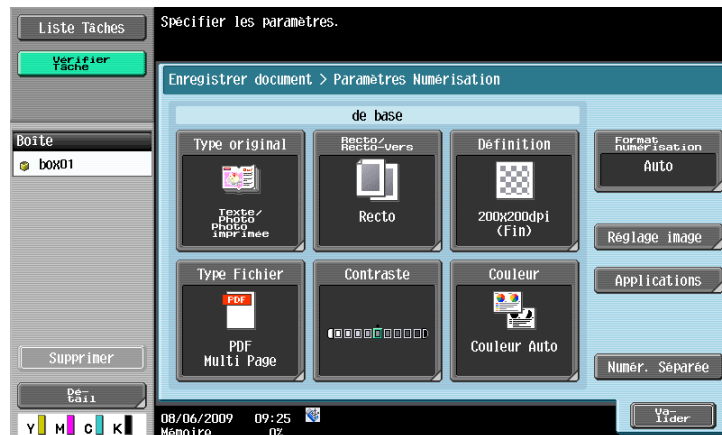 Liste Tâches
Spécifier les paramètres.
Vérifier
Tâche
Enregistrer document > Paramètres Numérisation
de base
Boîte
box01
Type original
Texte/
Photo
Photo
imprimée
Recto/
Recto-Vers
Recto
Définition
200x200dpi
(Fin)
Format
numérisation
Auto
Réglage image
Type Fichier
PDF
PDF
Multi Page
Contraste
Couleur
Couleur Auto
Applications
Supprimer
Numér. Séparée
Dé-
tail
Va-
lider
08/06/2009 09:25
Mémoire 0%
Y M C K